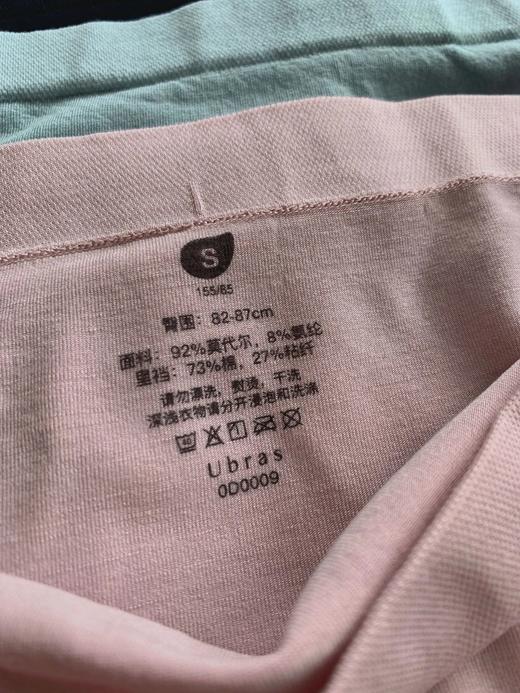 S
155/65
臀围：82-87cm
面料：92%莫代尔，8%氨纶
里裆：73%棉，27%粘纤
请勿漂洗，熨烫，干洗
深浅衣物请分开浸泡和洗涤
40
Ubras
0D0009